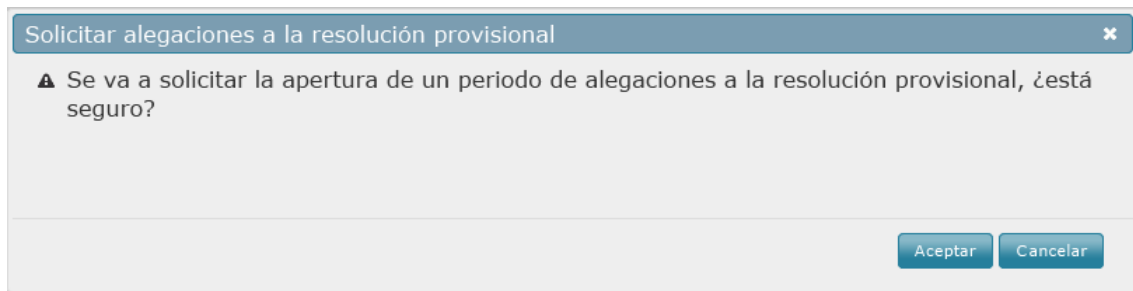 Solicitar alegaciones a la resolución provisional
Se va a solicitar la apertura de un periodo de alegaciones a la resolución provisional, ¿está
seguro?
Aceptar Cancelar